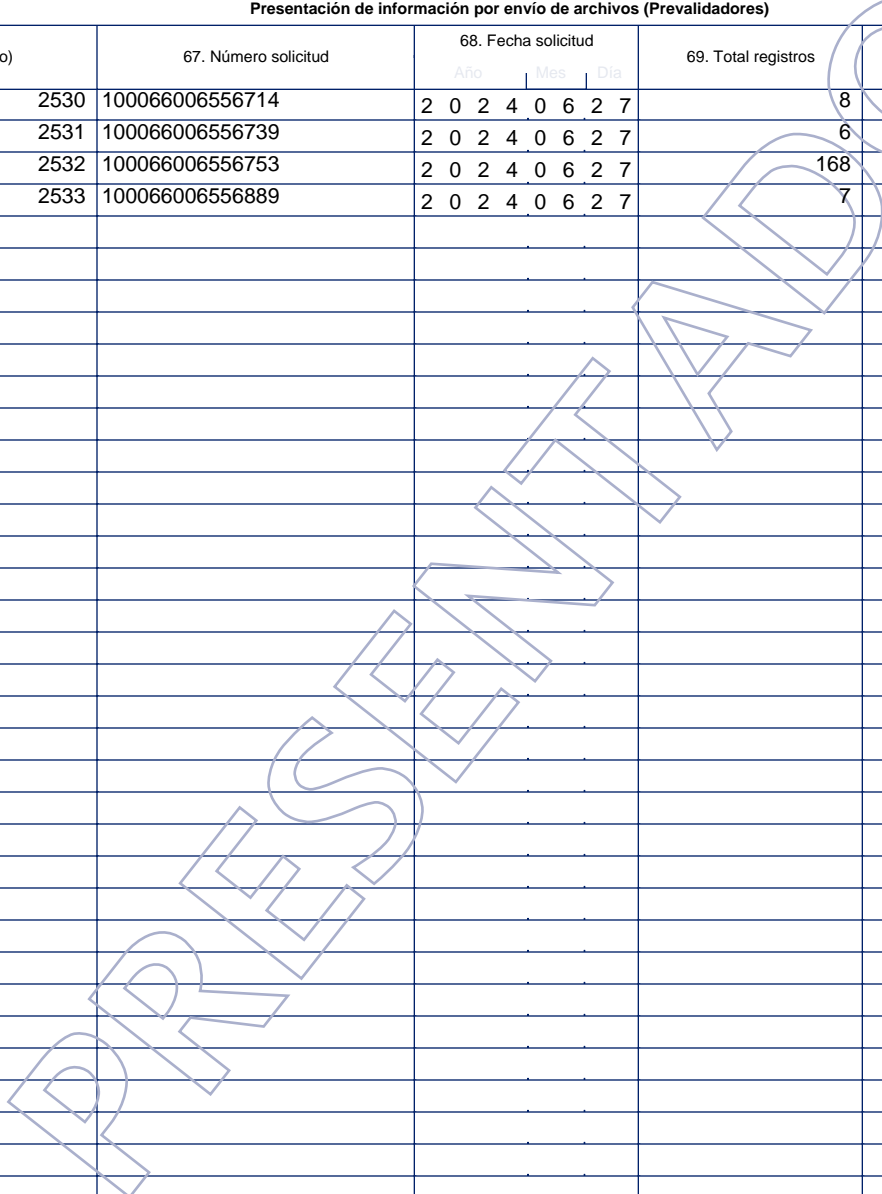 Presentación de información por envío de archivos (Prevalidadores)
o) 67. Número solicitud 68. Fecha solicitud 69. Total registros
Año Mes Día
2530 100066006556714 2 0 2 4 0 6 2 7 8
2531 100066006556739 2 0 2 4 0 6 2 7 6
2532 100066006556753 2 0 2 4 0 6 2 7 168
2533 100066006556889 2 0 2 4 0 6 2 7 7
PRESENTADO